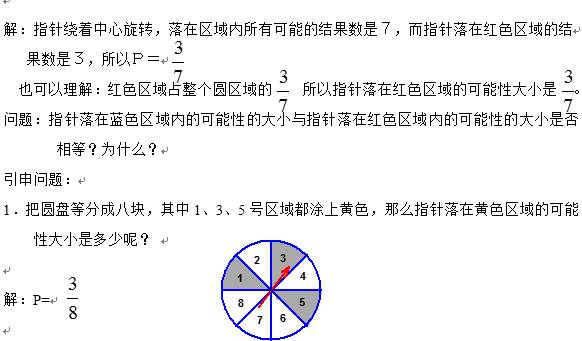 解：指针绕着中心旋转，落在区域内所有可能的结果数是７，而指针落在红色区域的结
果数是３，所以Ｐ＝3/7
也可以理解：红色区域占整个圆区域的 3/7 所以指针落在红色区域的可能性大小是 3/7。
问题：指针落在蓝色区域内的可能性的大小与指针落在红色区域内的可能性的大小是否
相等？为什么？
引申问题：
1．把圆盘等分成八块，其中 1、3、5 号区域都涂上黄色，那么指针落在黄色区域的可能
性大小是多少呢？
解：P= 3/8
1
2
3
4
5
6
7
8